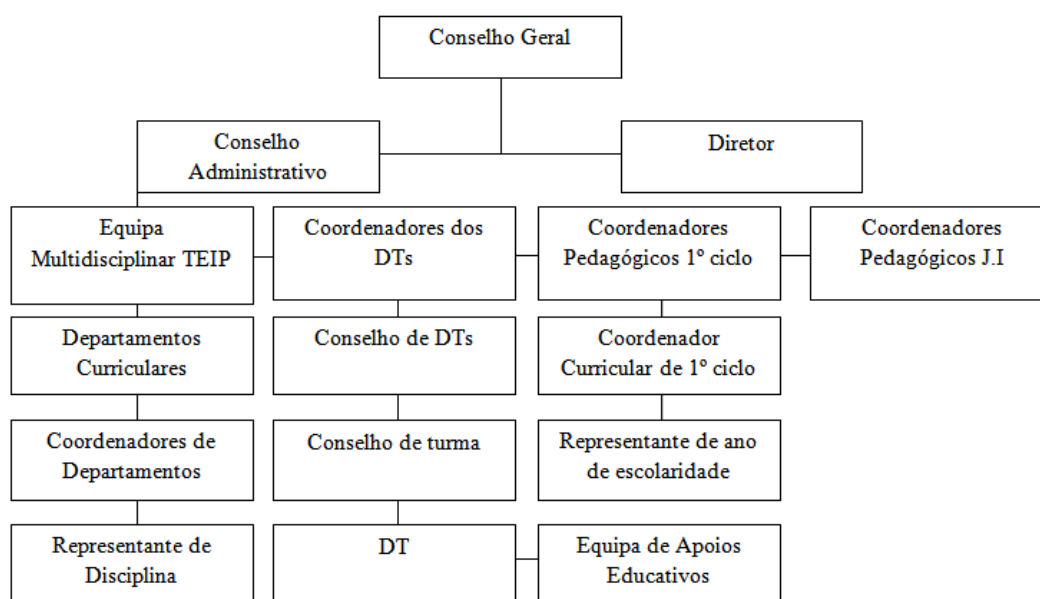 Conselho Geral
Conselho
Administrativo
Diretor
Equipa
Multidisciplinar TEIP
Coordenadores dos
DTs
Coordenadores
Pedagógicos 1º ciclo
Coordenadores
Pedagógicos J.I
Departamentos
Curriculares
Conselho de DTs
Coordenador
Curricular de 1º ciclo
Coordenadores de
Departamentos
Conselho de turma
Representante de ano
de escolaridade
Representante de
Disciplina
DT
Equipa de Apoios
Educativos